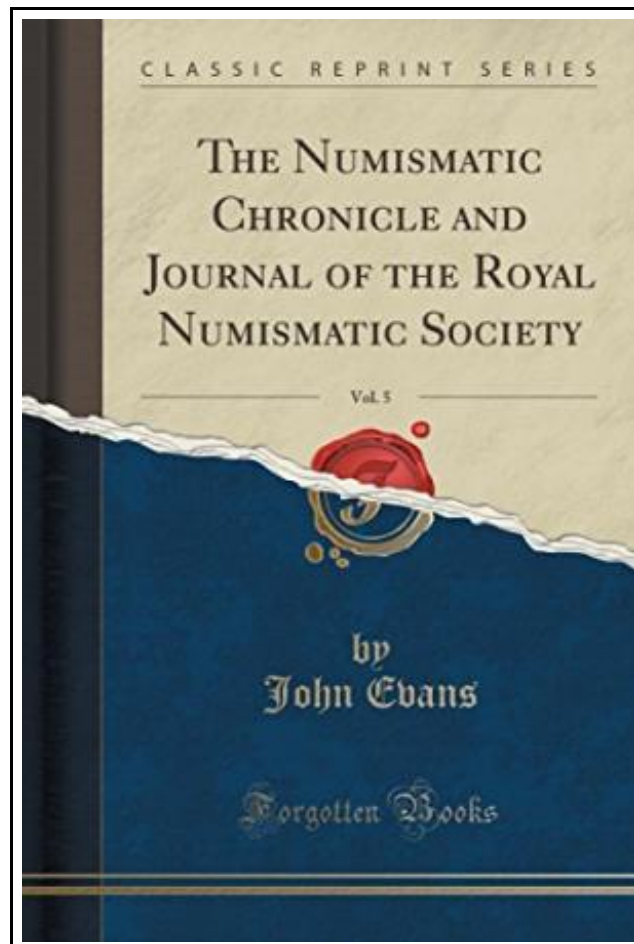 CLASSIC REPRINT SERIES
THE NUMISMATIC
CHRONICLE AND
JOURNAL OF THE ROYAL
NUMISMATIC SOCIETY
Vol. 5
by
John Evans
Forgotten Books